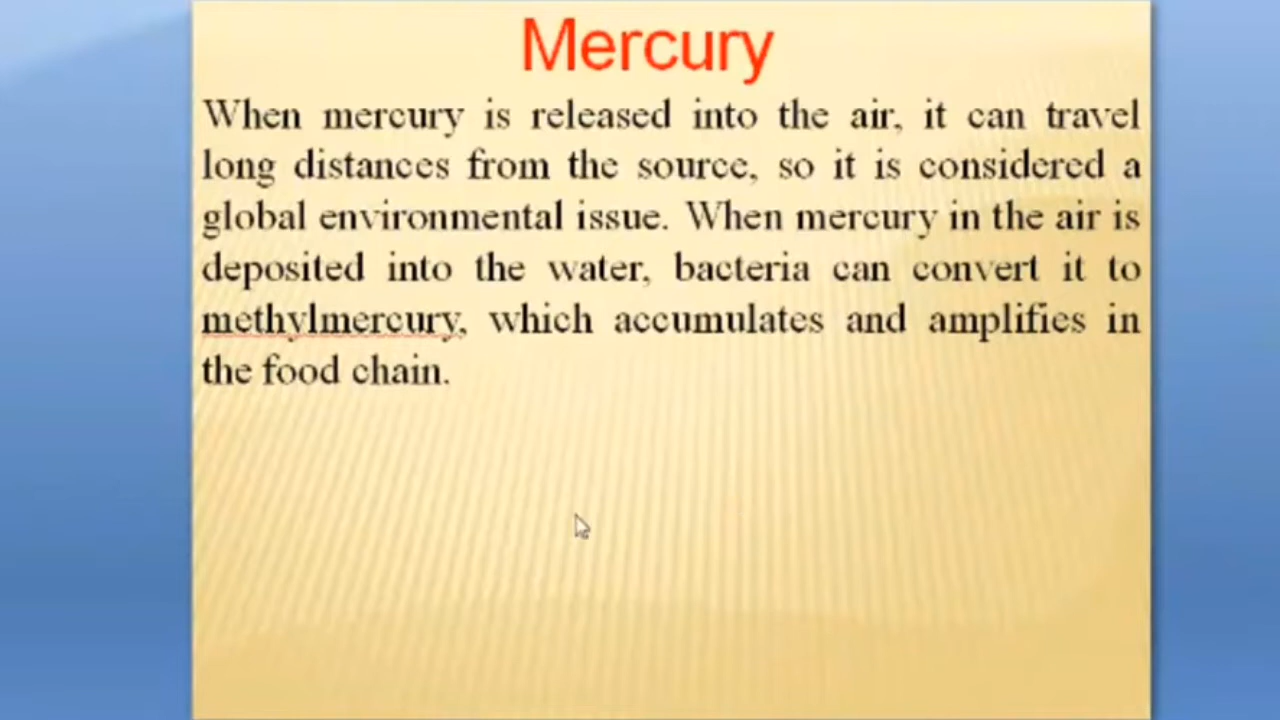 Mercury
When mercury is released into the air, it can travel
long distances from the source, so it is considered a
global environmental issue. When mercury in the air is
deposited into the water, bacteria can convert it to
methylmercury, which accumulates and amplifies in
the food chain.